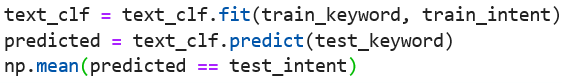 text_clf = text_clf.fit(train_keyword, train_intent)
predicted = text_clf.predict(test_keyword)
np.mean(predicted == test_intent)